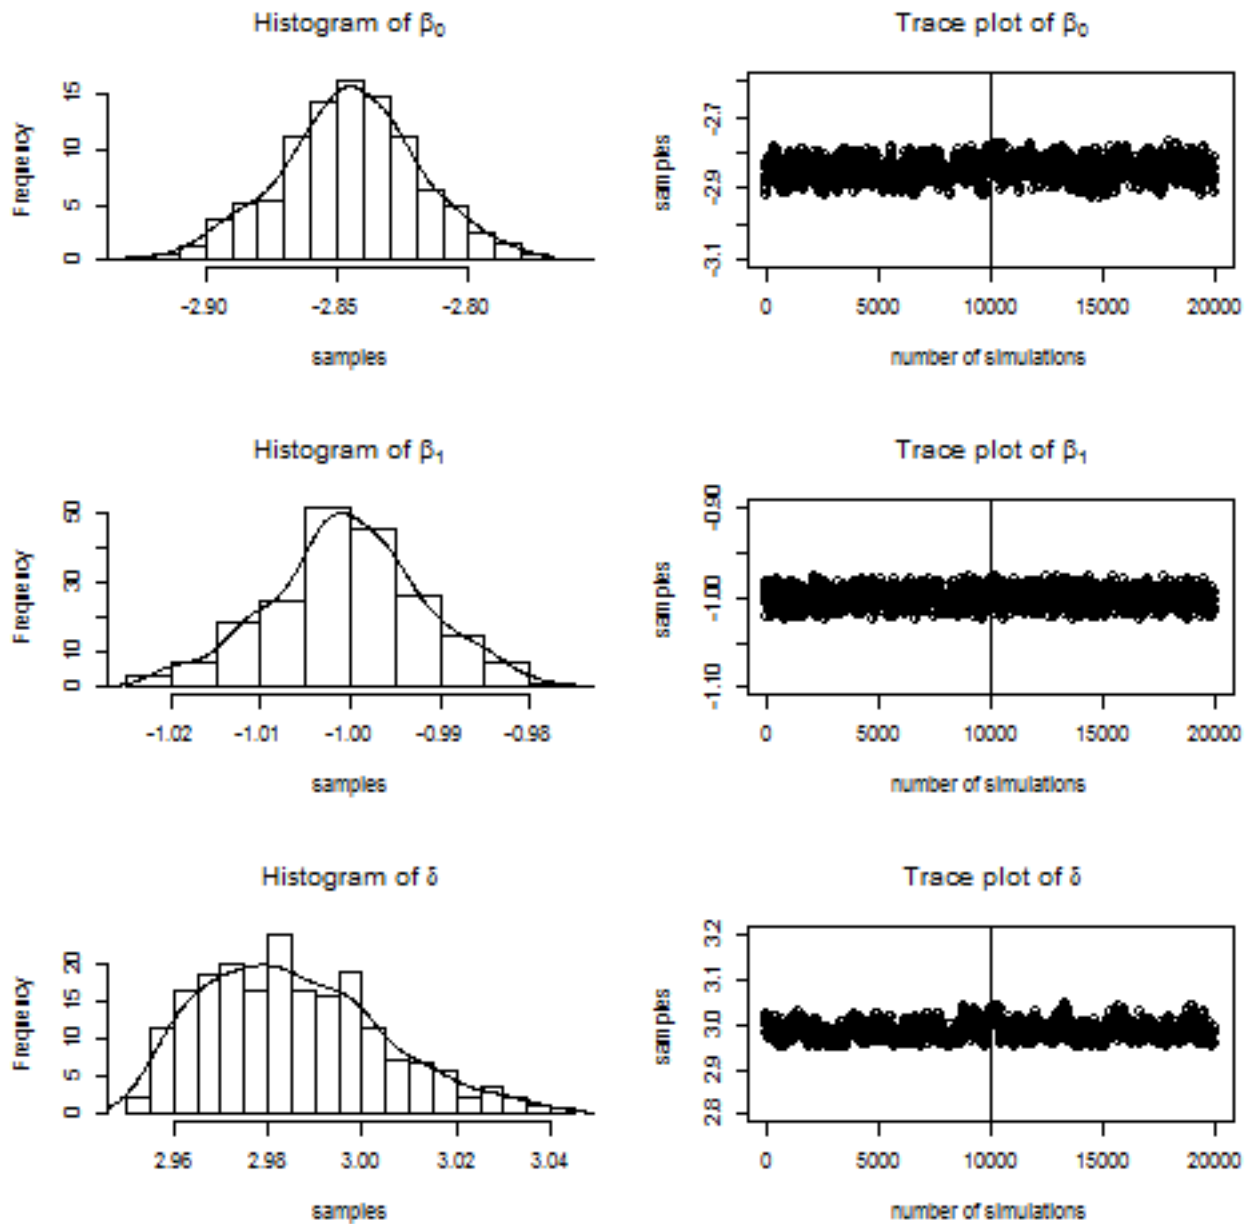 Histogram of β₀
Frequency
15
10
5
0
-2.90
-2.85
-2.80
samples
Trace plot of β₀
samples
-2.7
-2.9
-3.1
0
5000
10000
15000
20000
number of simulations
Histogram of β₁
Frequency
50
30
10
0
-1.02
-1.01
-1.00
-0.99
-0.98
samples
Trace plot of β₁
samples
-0.90
-1.00
-1.10
0
5000
10000
15000
20000
number of simulations
Histogram of δ
Frequency
20
15
10
5
0
2.96
2.98
3.00
3.02
3.04
samples
Trace plot of δ
samples
3.2
3.1
3.0
2.9
2.8
0
5000
10000
15000
20000
number of simulations